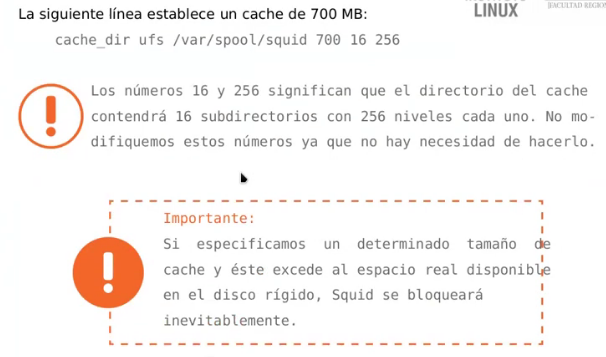 La siguiente línea establece un cache de 700 MB:
LINUX
cache_dir ufs /var/spool/squid 700 16 256
Los números 16 y 256 significan que el directorio del cache
contendrá 16 subdirectorios con 256 niveles cada uno. No mo-
difiquemos estos números ya que no hay necesidad de hacerlo.
Importante:
Si especificamos un determinado tamaño de
cache y éste excede al espacio real disponible
en el disco rígido, Squid se bloqueará
inevitablemente.